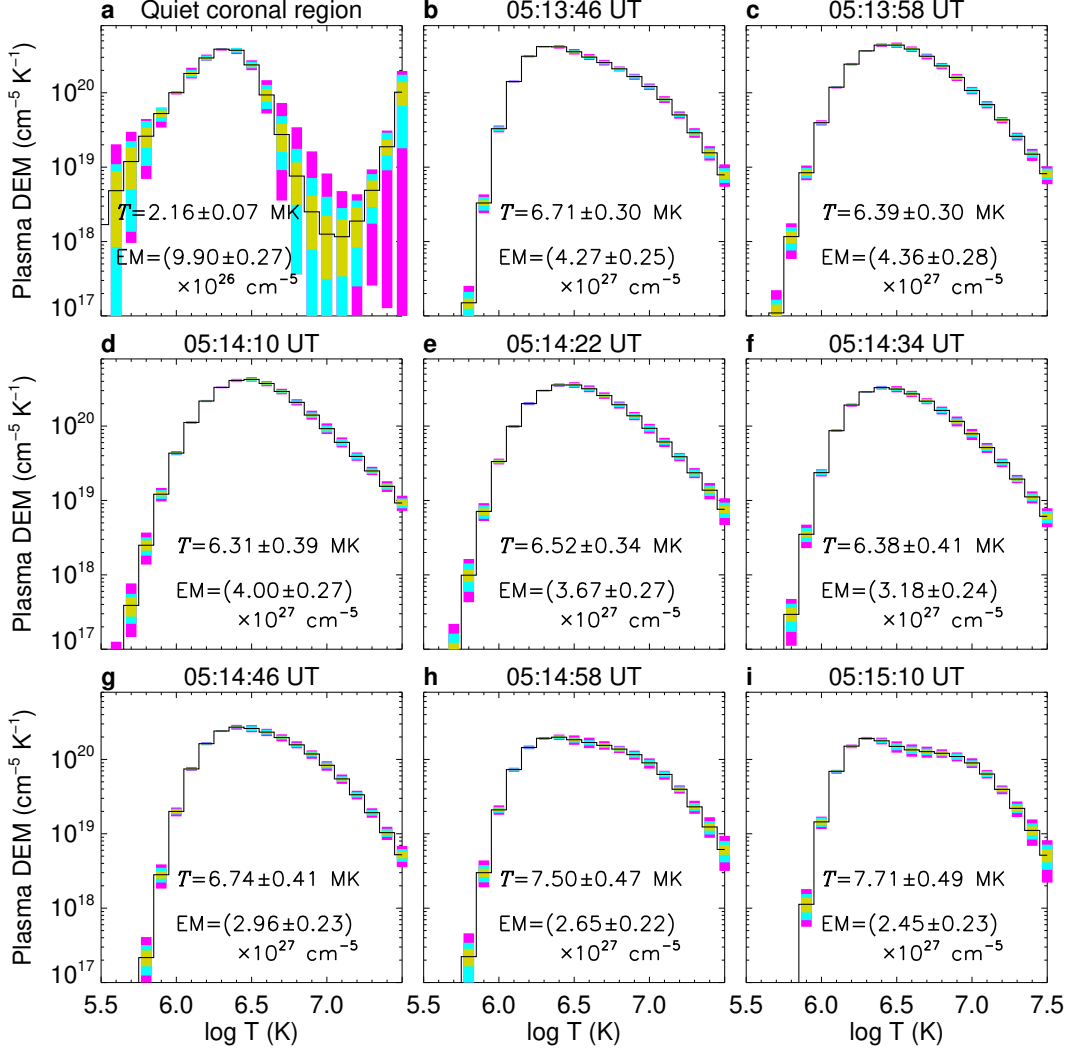 a Quiet coronal region
b 05:13:46 UT
c 05:13:58 UT
Plasma DEM (cm⁻⁵ K⁻¹)
10²⁰
10¹⁹
10¹⁸
10¹⁷
T=2.16±0.07 MK
EM=(9.90±0.27)
×10²⁶ cm⁻⁵
T=6.71±0.30 MK
EM=(4.27±0.25)
×10²⁷ cm⁻⁵
T=6.39±0.30 MK
EM=(4.36±0.28)
×10²⁷ cm⁻⁵
d 05:14:10 UT
e 05:14:22 UT
f 05:14:34 UT
Plasma DEM (cm⁻⁵ K⁻¹)
10²⁰
10¹⁹
10¹⁸
10¹⁷
T=6.31±0.39 MK
EM=(4.00±0.27)
×10²⁷ cm⁻⁵
T=6.52±0.34 MK
EM=(3.67±0.27)
×10²⁷ cm⁻⁵
T=6.38±0.41 MK
EM=(3.18±0.24)
×10²⁷ cm⁻⁵
g 05:14:46 UT
h 05:14:58 UT
i 05:15:10 UT
Plasma DEM (cm⁻⁵ K⁻¹)
10²⁰
10¹⁹
10¹⁸
10¹⁷
T=6.74±0.41 MK
EM=(2.96±0.23)
×10²⁷ cm⁻⁵
T=7.50±0.47 MK
EM=(2.65±0.22)
×10²⁷ cm⁻⁵
T=7.71±0.49 MK
EM=(2.45±0.23)
×10²⁷ cm⁻⁵
5.5 6.0 6.5 7.0
5.5 6.0 6.5 7.0
5.5 6.0 6.5 7.0 7.5
log T (K)
log T (K)
log T (K)